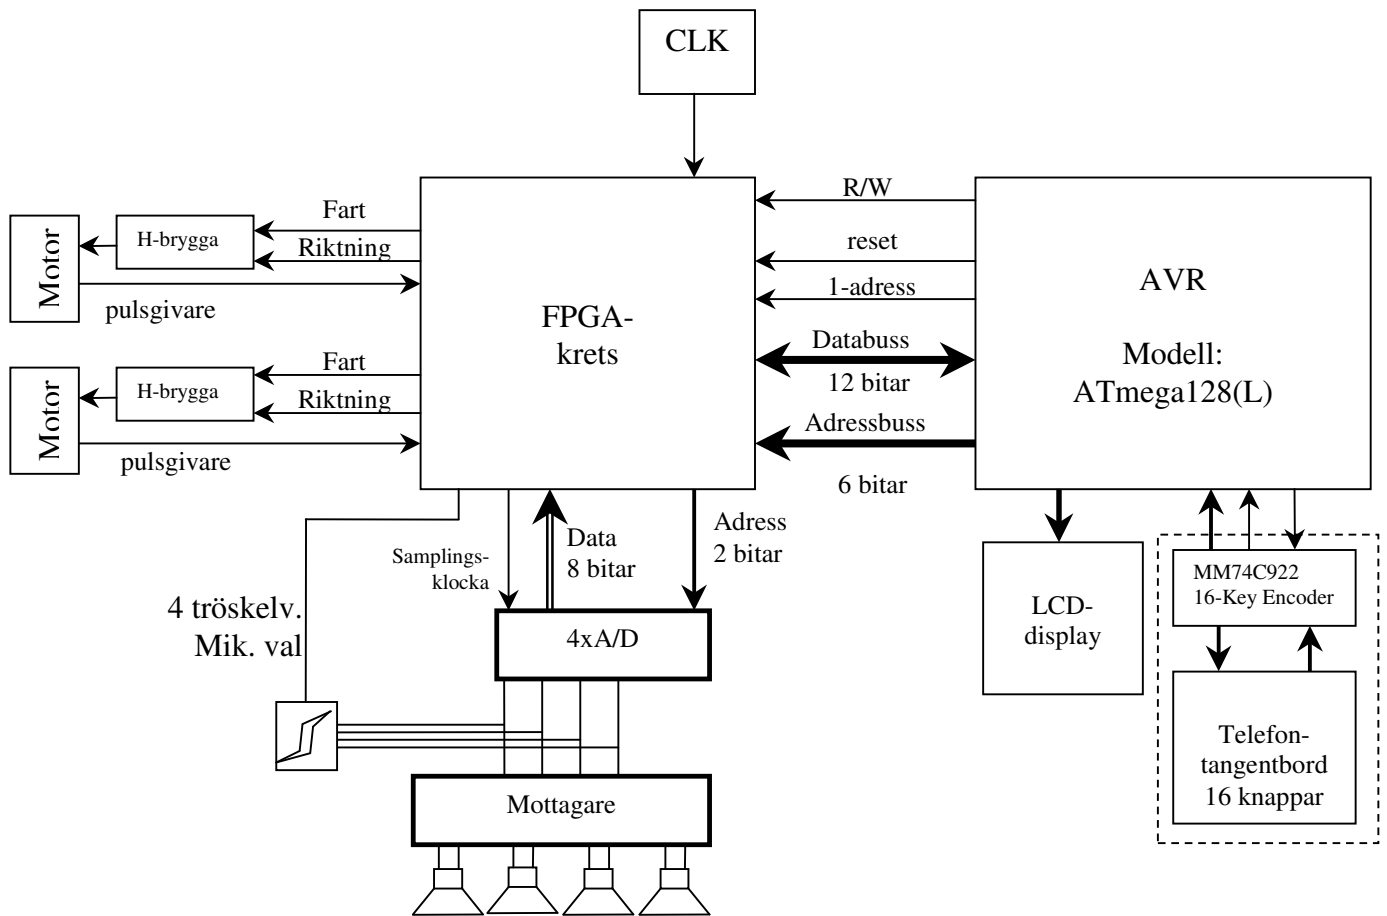 CLK
R/W
reset
1-adress
Databuss
12 bitar
Adressbuss
6 bitar
Fart
Riktning
H-brygga
Motor
pulsgivare
Fart
Riktning
H-brygga
Motor
pulsgivare
FPGA-
krets
AVR
Modell:
ATmega128(L)
Samplings-
klocka
Data
8 bitar
Adress
2 bitar
4 tröskelv.
Mik. val
4xA/D
Mottagare
LCD-
display
MM74C922
16-Key Encoder
Telefon-
tangentbord
16 knappar